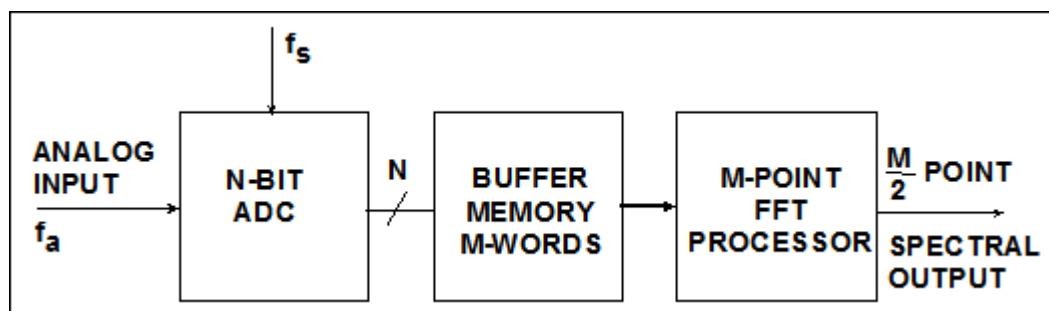 fs
ANALOG
INPUT
fa
N-BIT
ADC
N
BUFFER
MEMORY
M-WORDS
M-POINT
FFT
PROCESSOR
M/2 POINT
SPECTRAL
OUTPUT